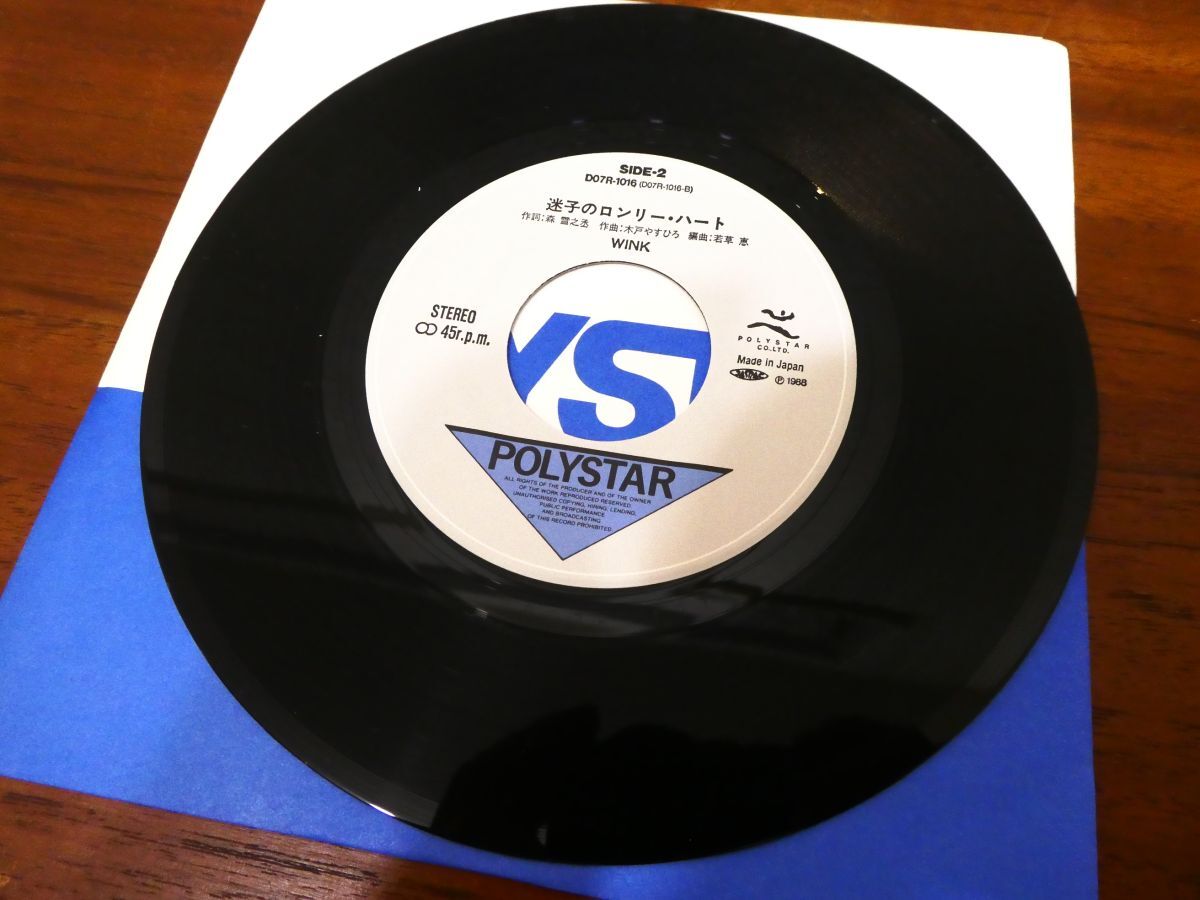 SIDE-2
D07R-1016 (D07R-1016-B)
迷子のロンリー・ハート
作詞:森 雪之丞 作曲:木戸やすひろ 編曲:若草 恵
WINK
STEREO
45r.p.m.
POLYSTAR
CO.,LTD.
Made in Japan
Ⓟ 1988
YST
POLYSTAR
ALL RIGHTS OF THE PRODUCER AND OF THE OWNER
OF THE WORK REPRODUCED RESERVED.
UNAUTHORISED COPYING, HIRING, LENDING,
PUBLIC PERFORMANCE
AND BROADCASTING
OF THIS RECORD PROHIBITED.